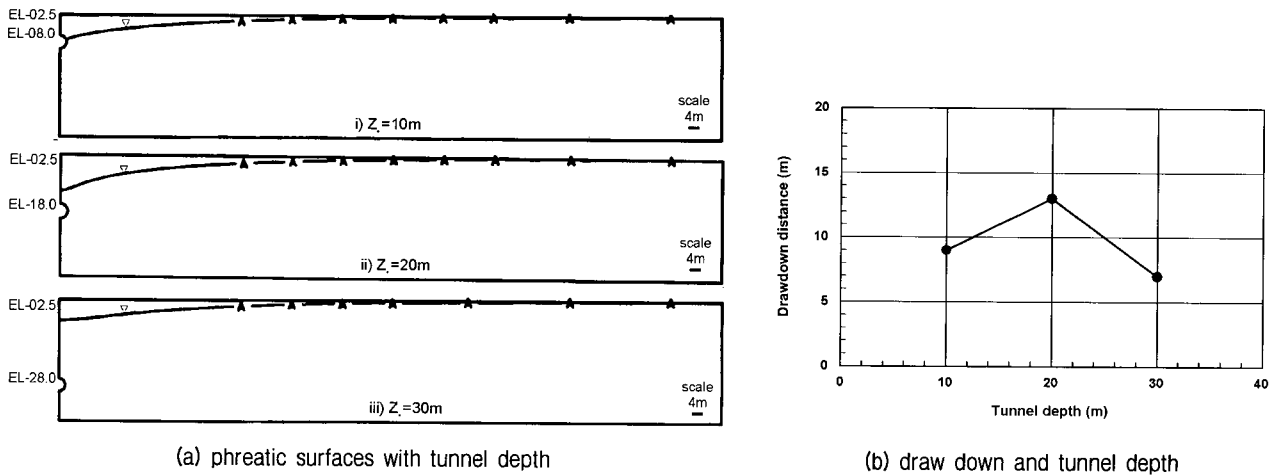 EL-02.5
EL-08.0
scale
4m
i) Z.=10m
EL-02.5
EL-18.0
scale
4m
ii) Z.=20m
EL-02.5
EL-28.0
scale
4m
iii) Z.=30m
(a) phreatic surfaces with tunnel depth
20
15
10
5
0
Drawdown distance (m)
0 10 20 30 40
Tunnel depth (m)
(b) draw down and tunnel depth